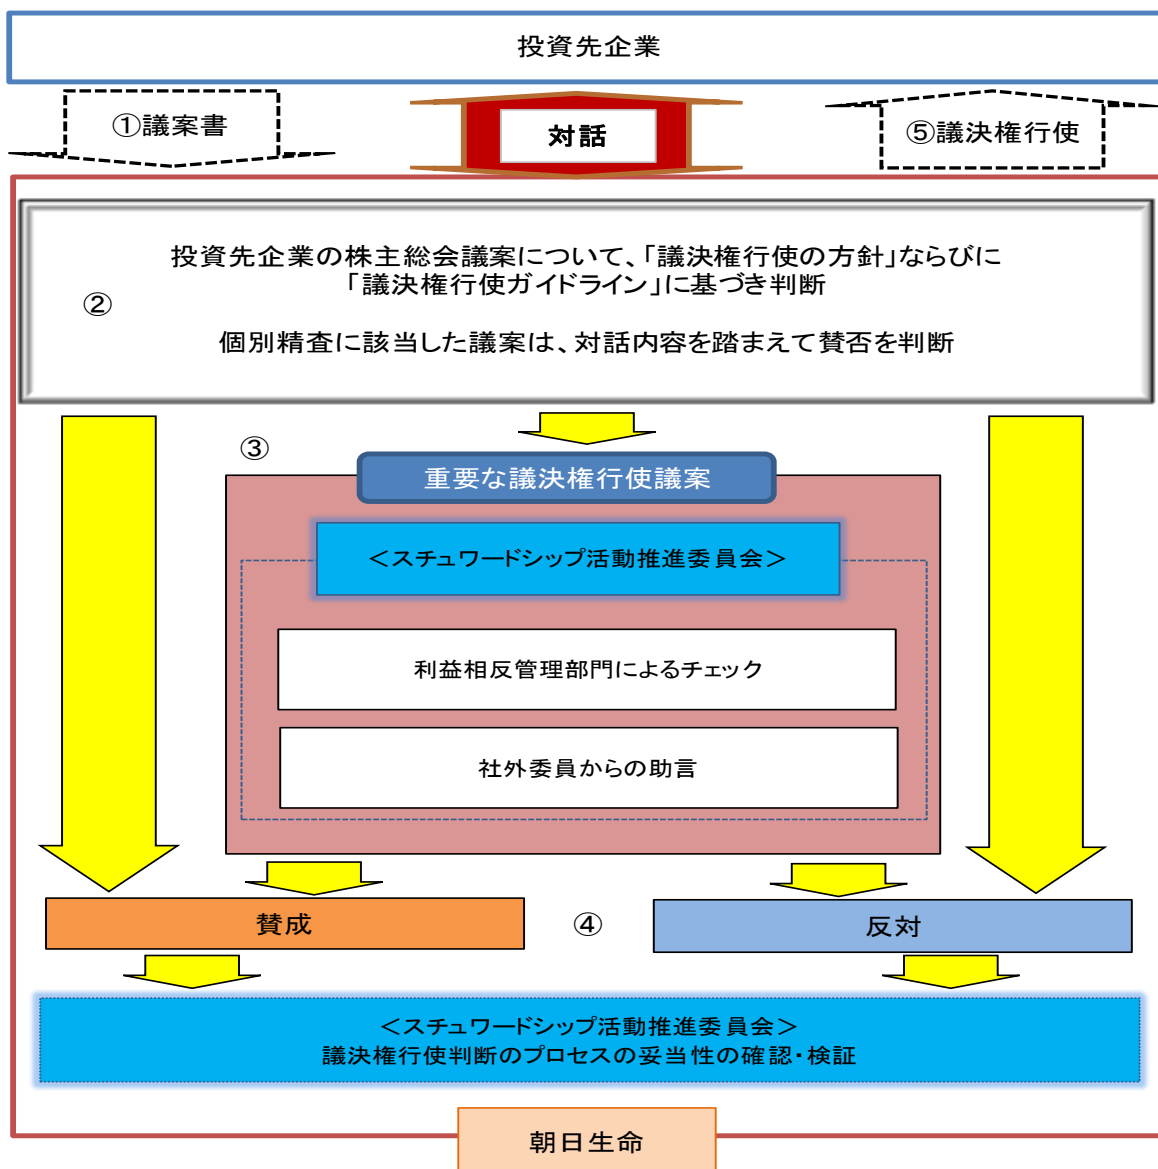 投資先企業
①議案書
対話
⑤議決権行使
投資先企業の株主総会議案について、「議決権行使の方針」ならびに
「議決権行使ガイドライン」に基づき判断
②
個別精査に該当した議案は、対話内容を踏まえて賛否を判断
③
重要な議決権行使議案
＜スチュワードシップ活動推進委員会＞
利益相反管理部門によるチェック
社外委員からの助言
賛成
④
反対
＜スチュワードシップ活動推進委員会＞
議決権行使判断のプロセスの妥当性の確認・検証
朝日生命